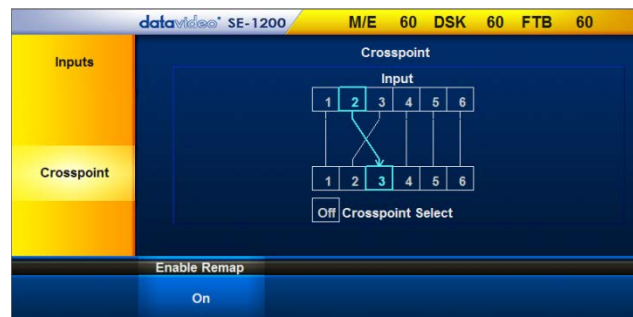 datavideo SE-1200 M/E 60 DSK 60 FTB 60
Inputs
Crosspoint
Crosspoint
Input
1 2 3 4 5 6
1 2 3 4 5 6
Off Crosspoint Select
Enable Remap
On